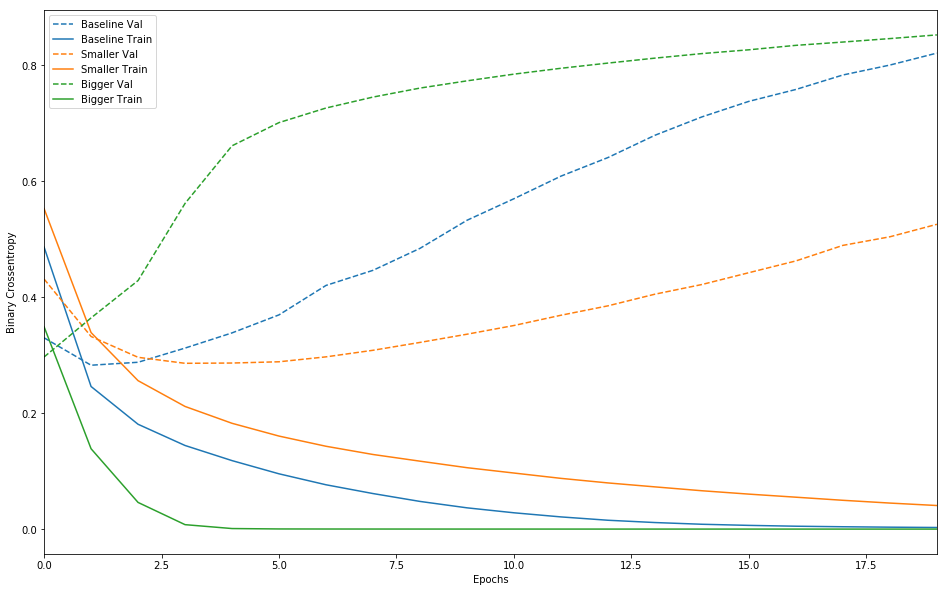 Baseline Val
Baseline Train
Smaller Val
Smaller Train
Bigger Val
Bigger Train
0.8
0.6
0.4
0.2
0.0
Binary Crossentropy
0.0 2.5 5.0 7.5 10.0 12.5 15.0 17.5
Epochs